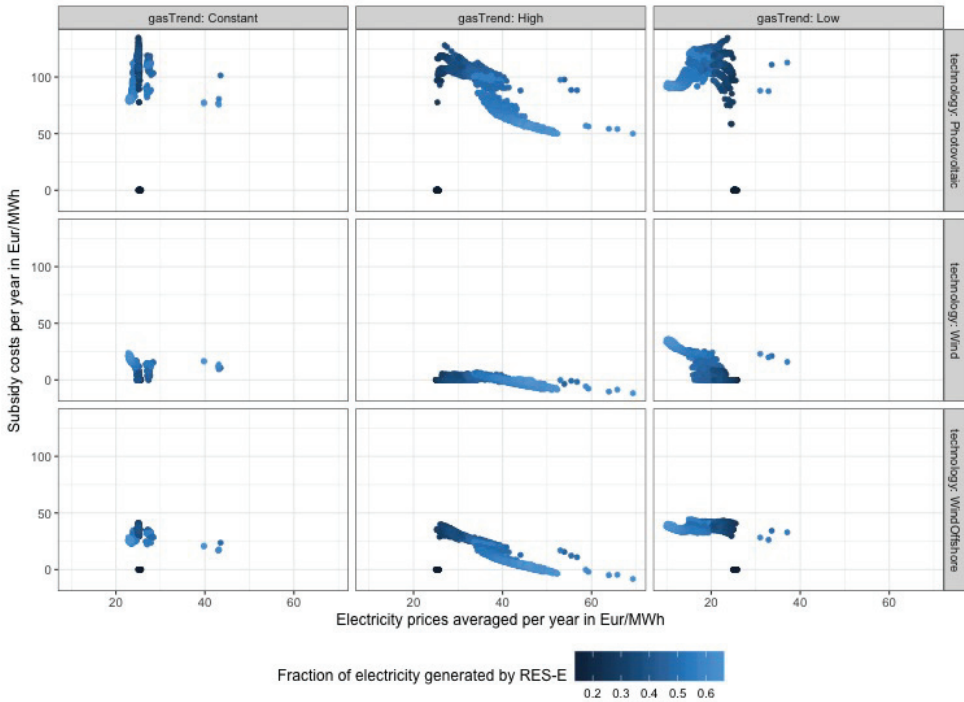 gasTrend: Constant
gasTrend: High
gasTrend: Low
100
50
0
technology: Photovoltaic
100
50
0
technology: Wind
100
50
0
technology: WindOffshore
Subsidy costs per year in Eur/MWh
20 40 60 20 40 60 20 40 60
Electricity prices averaged per year in Eur/MWh
Fraction of electricity generated by RES-E
0.2 0.3 0.4 0.5 0.6